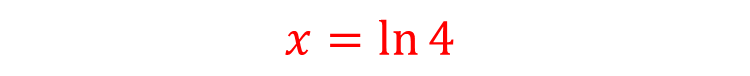 x = ln 4